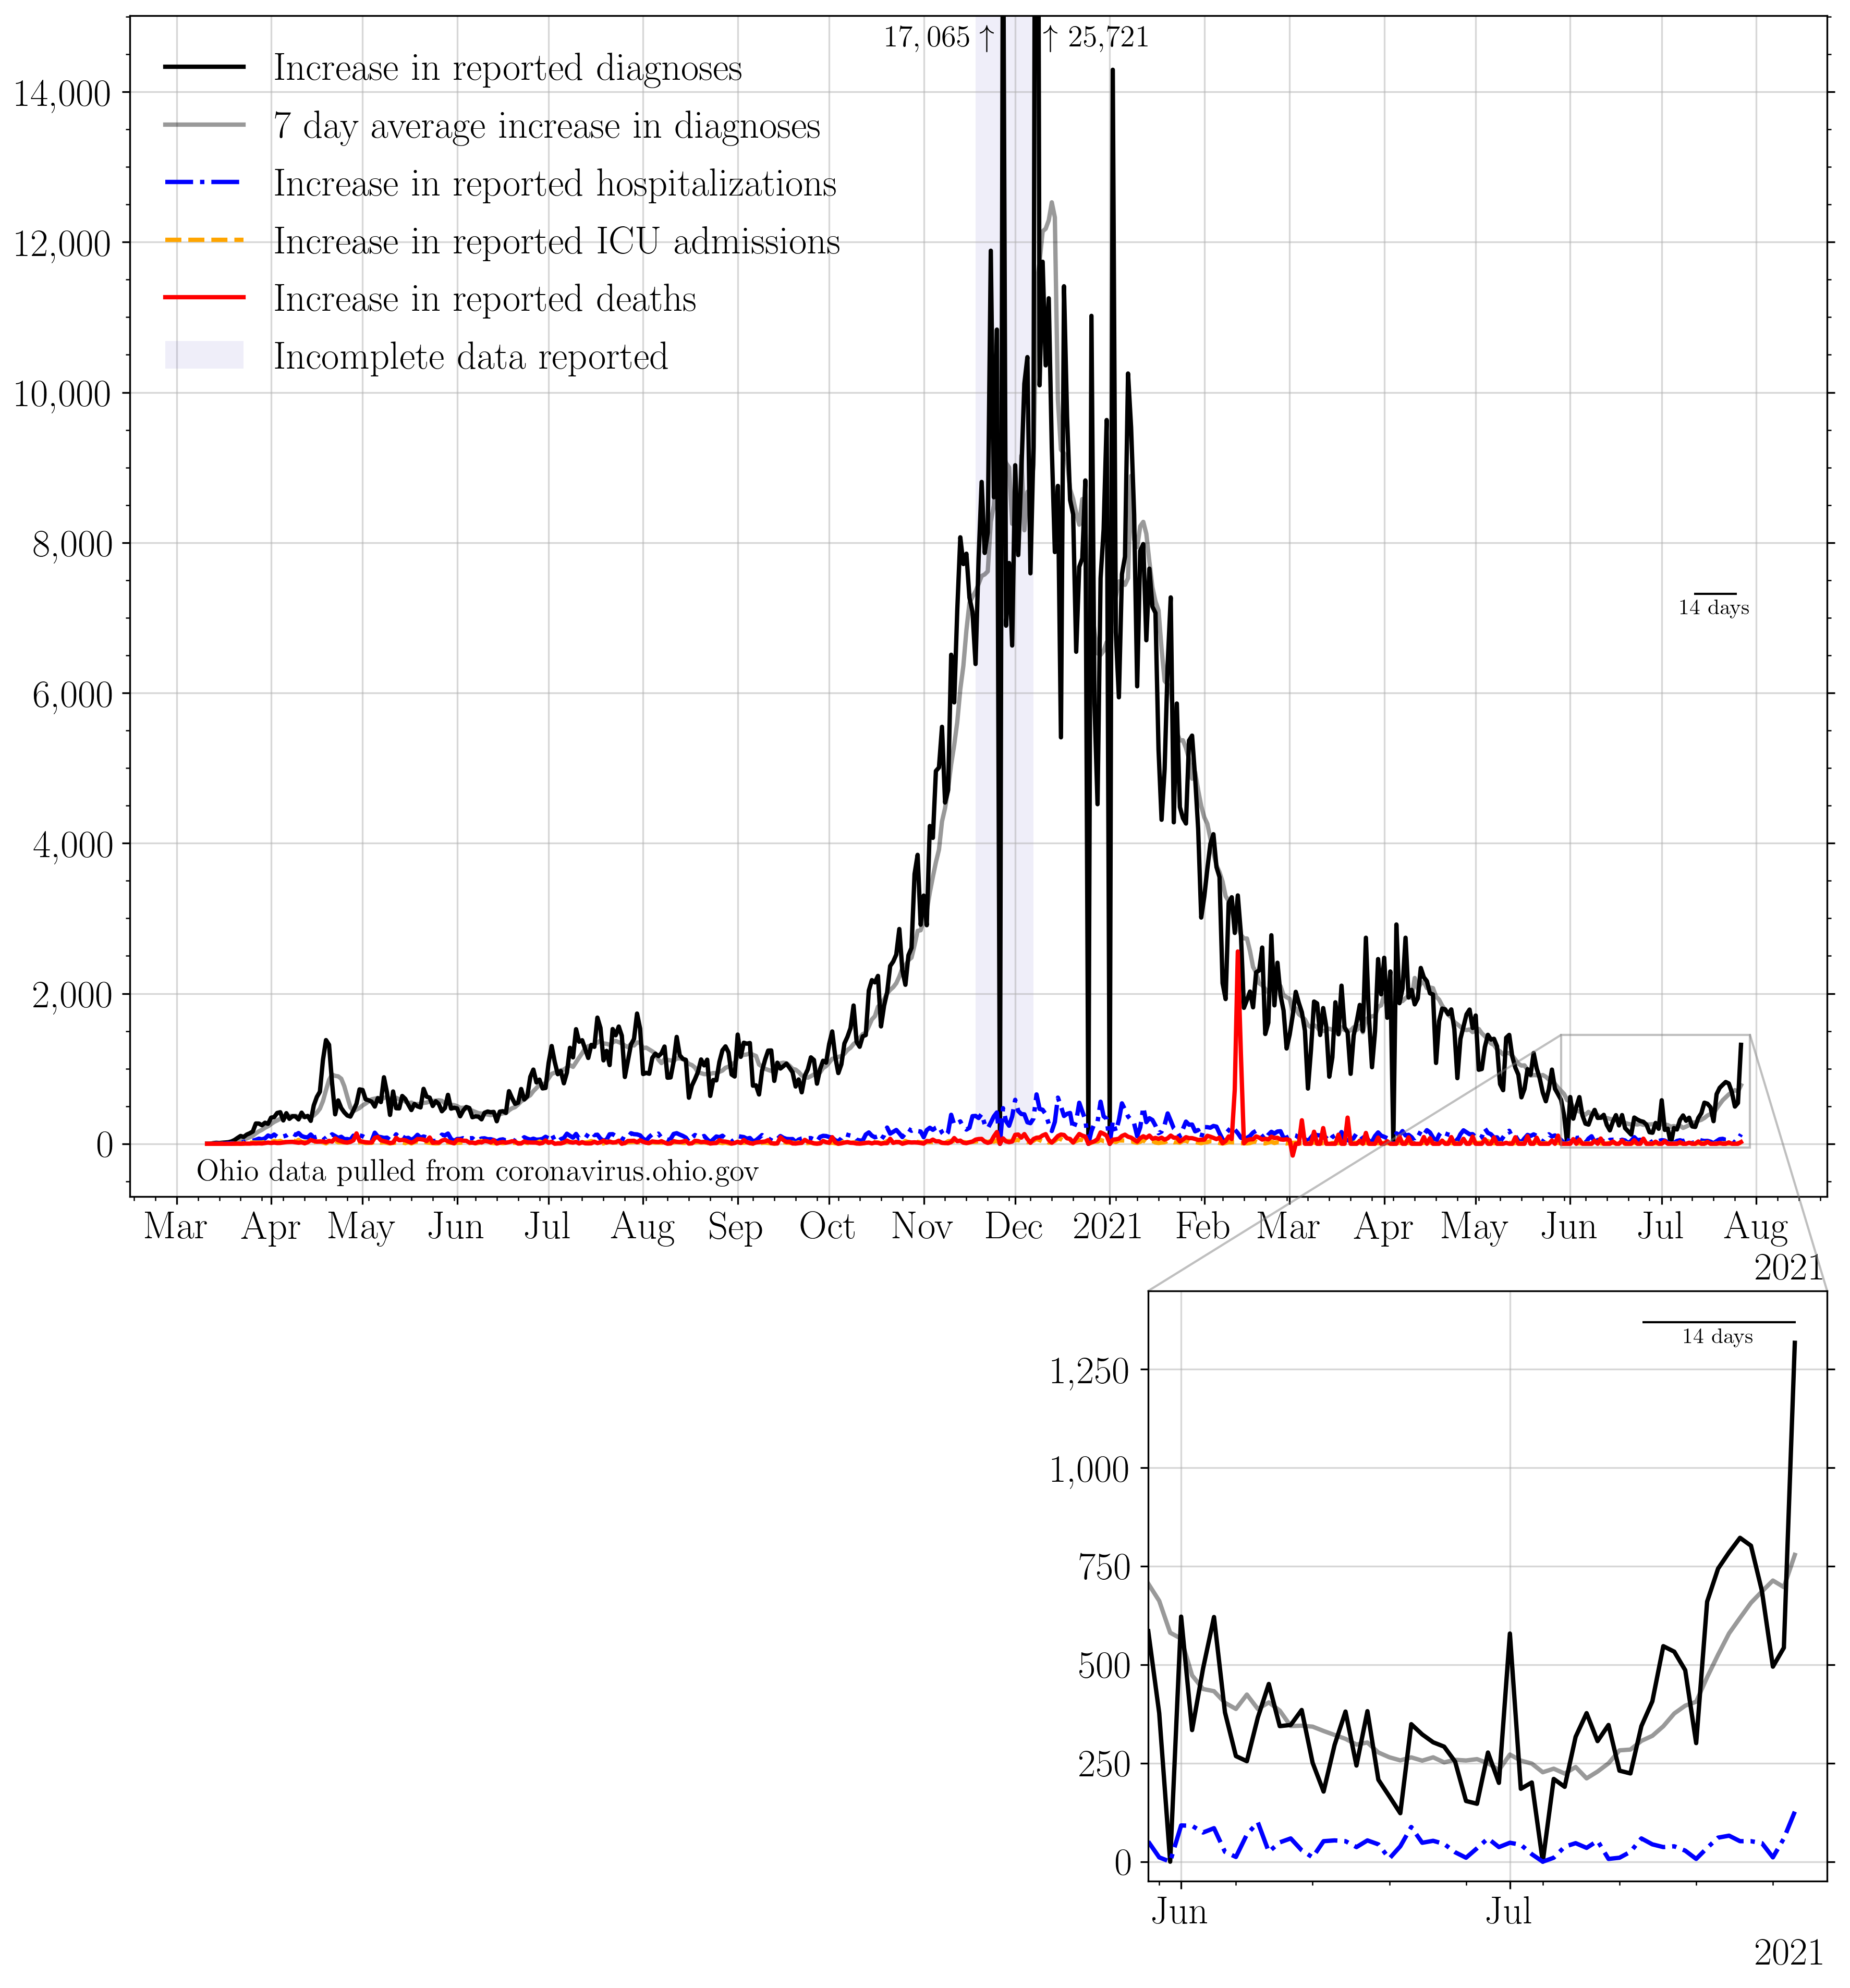 17,065 ↑ ↑ 25,721
Increase in reported diagnoses
14,000
7 day average increase in diagnoses
Increase in reported hospitalizations
12,000
Increase in reported ICU admissions
Increase in reported deaths
Incomplete data reported
10,000
8,000
14 days
6,000
4,000
2,000
0
Ohio data pulled from coronavirus.ohio.gov
Mar Apr May Jun Jul Aug Sep Oct Nov Dec 2021 Feb Mar Apr May Jun Jul Aug
2021
14 days
1,250
1,000
750
500
250
0
Jun Jul
2021